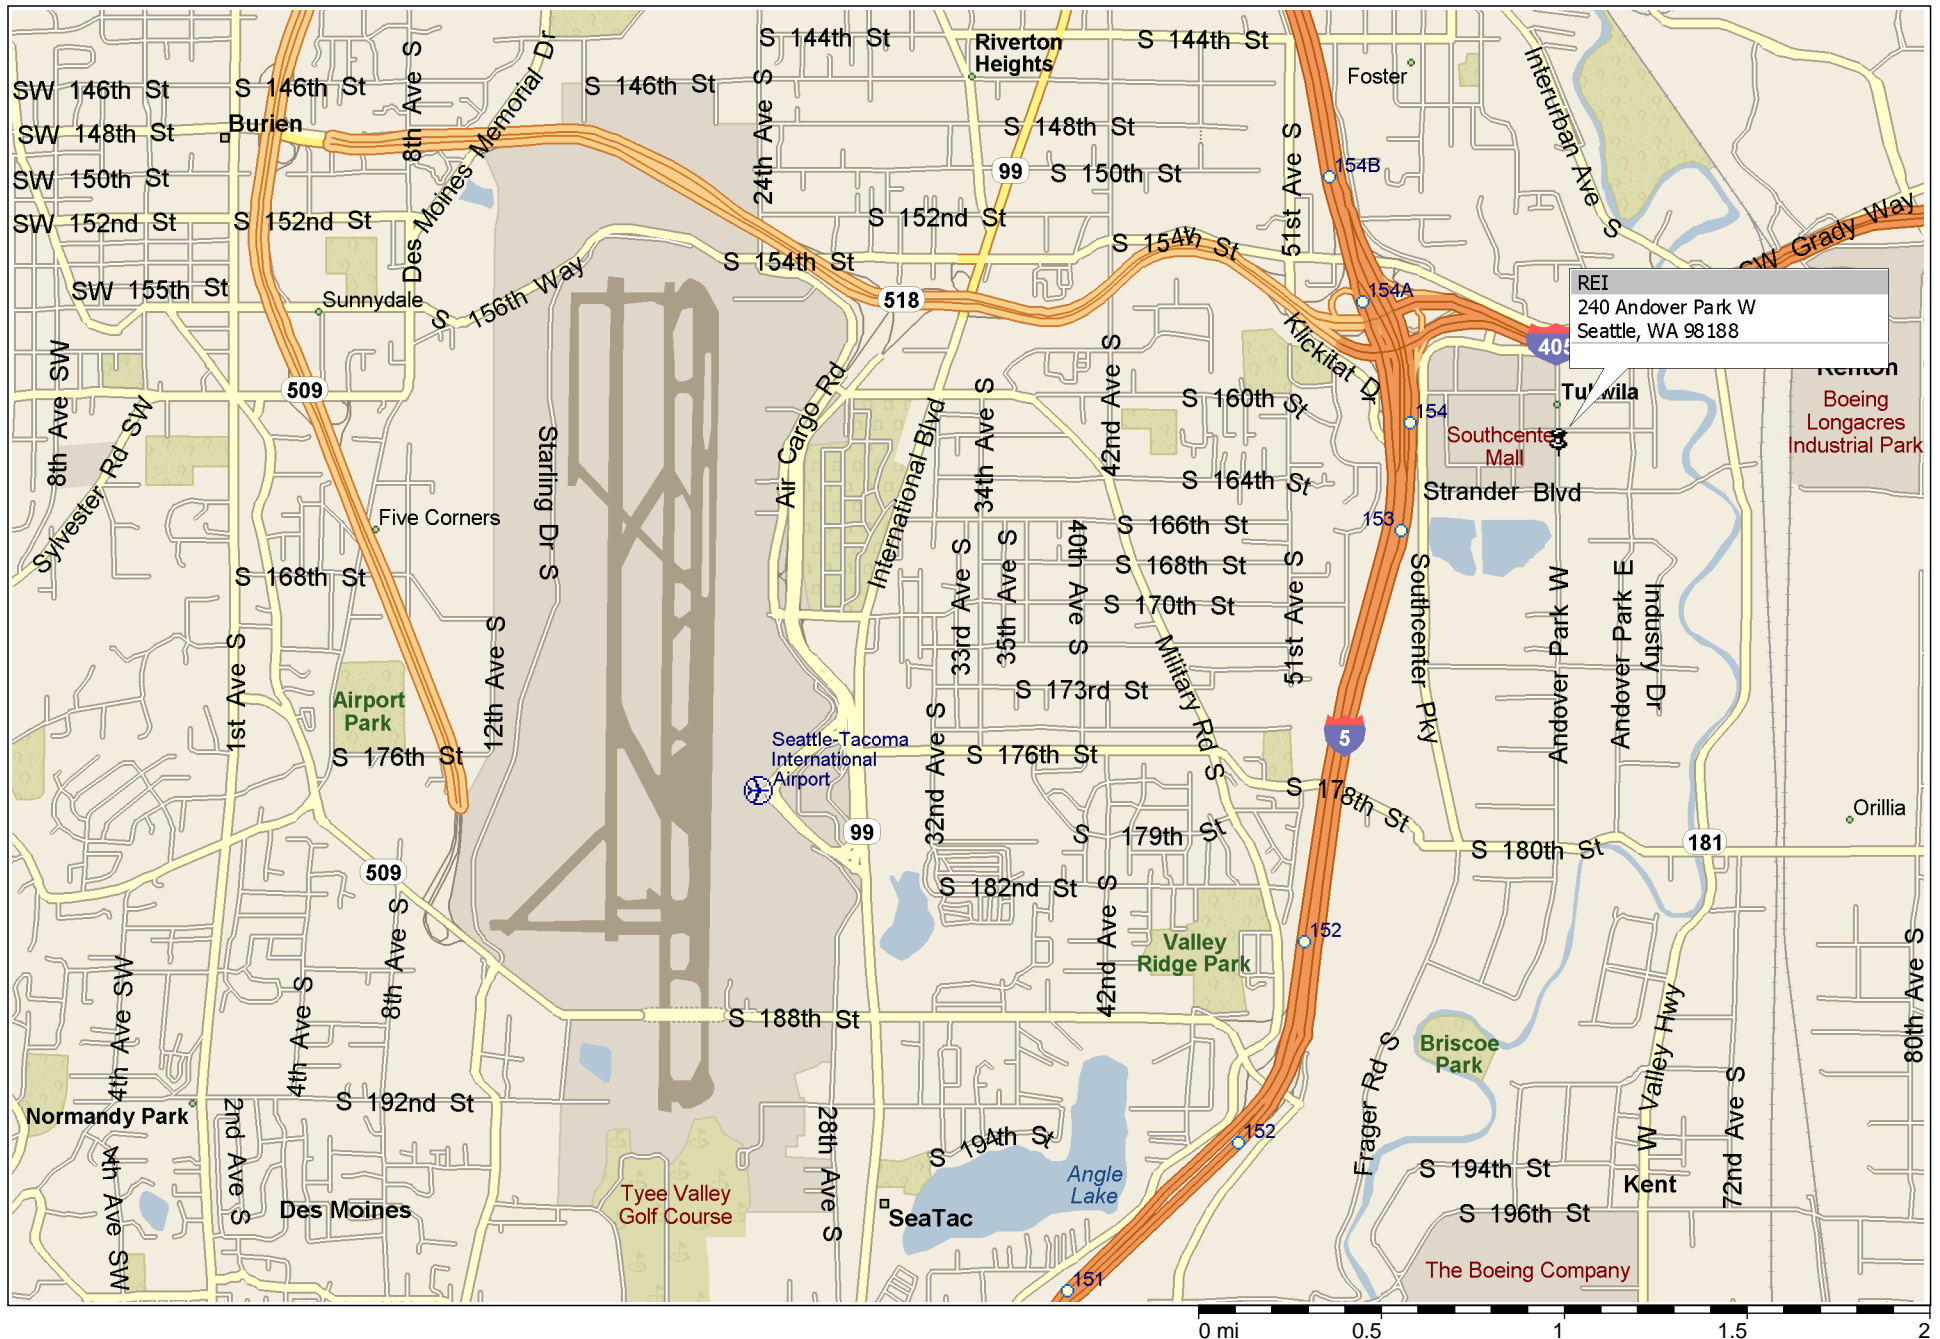 S 144th St
Riverton
Heights
S 144th St
Foster
Interurban Ave S
SW 146th St
S 146th St
8th Ave S
Des Moines Memorial Dr
S 146th St
24th Ave S
SW 148th St
Burien
S 148th St
51st Ave S
154B
SW 150th St
99
S 150th St
SW 152nd St
S 152nd St
S 152nd St
SW Grady Way
S 154th St
S 154th St
SW 155th St
Sunnydale
S 156th Way
518
154A
REI
240 Andover Park W
Seattle, WA 98188
405
Klickitat Dr
42nd Ave S
8th Ave SW
509
Air Cargo Rd
International Blvd
34th Ave S
S 160th St
154
Tukwila
Renton
Boeing
Longacres
Industrial Park
Southcenter
Mall
Sylvester Rd SW
Starling Dr S
S 164th St
Strander Blvd
Five Corners
153
S 166th St
40th Ave S
33rd Ave S
35th Ave S
S 168th St
S 168th St
51st Ave S
Southcenter Pky
Andover Park W
Andover Park E
Industry Dr
S 170th St
1st Ave S
12th Ave S
Military Rd S
Airport
Park
S 173rd St
32nd Ave S
5
S 176th St
Seattle-Tacoma
International
Airport
S 176th St
S 178th St
Orillia
99
S 179th St
S 180th St
181
509
8th Ave S
S 182nd St
42nd Ave S
152
Valley
Ridge Park
80th Ave S
4th Ave SW
4th Ave S
S 188th St
W Valley Hwy
Frager Rd S
Briscoe
Park
72nd Ave S
Normandy Park
2nd Ave S
S 192nd St
28th Ave S
S 194th St
152
4th Ave SW
Angle
Lake
S 194th St
Kent
Des Moines
Tyee Valley
Golf Course
SeaTac
S 196th St
The Boeing Company
151
0 mi
0.5
1
1.5
2